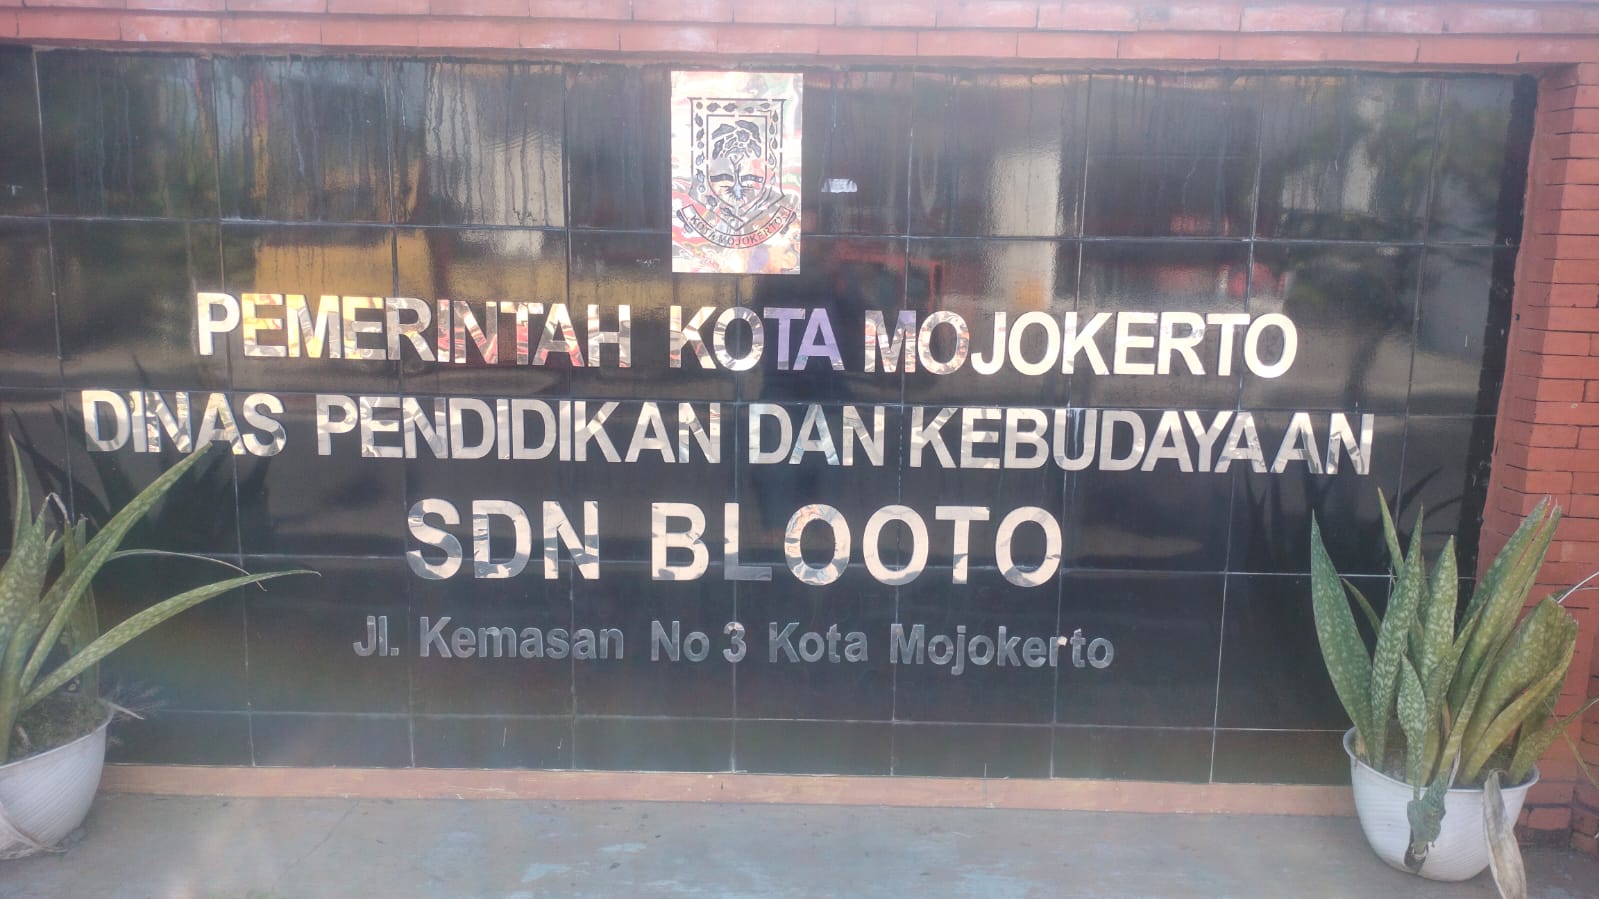 KOTA MOJOKERTO
PEMERINTAH KOTA MOJOKERTO
DINAS PENDIDIKAN DAN KEBUDAYAAN
SDN BLOOTO
Jl. Kemasan No 3 Kota Mojokerto